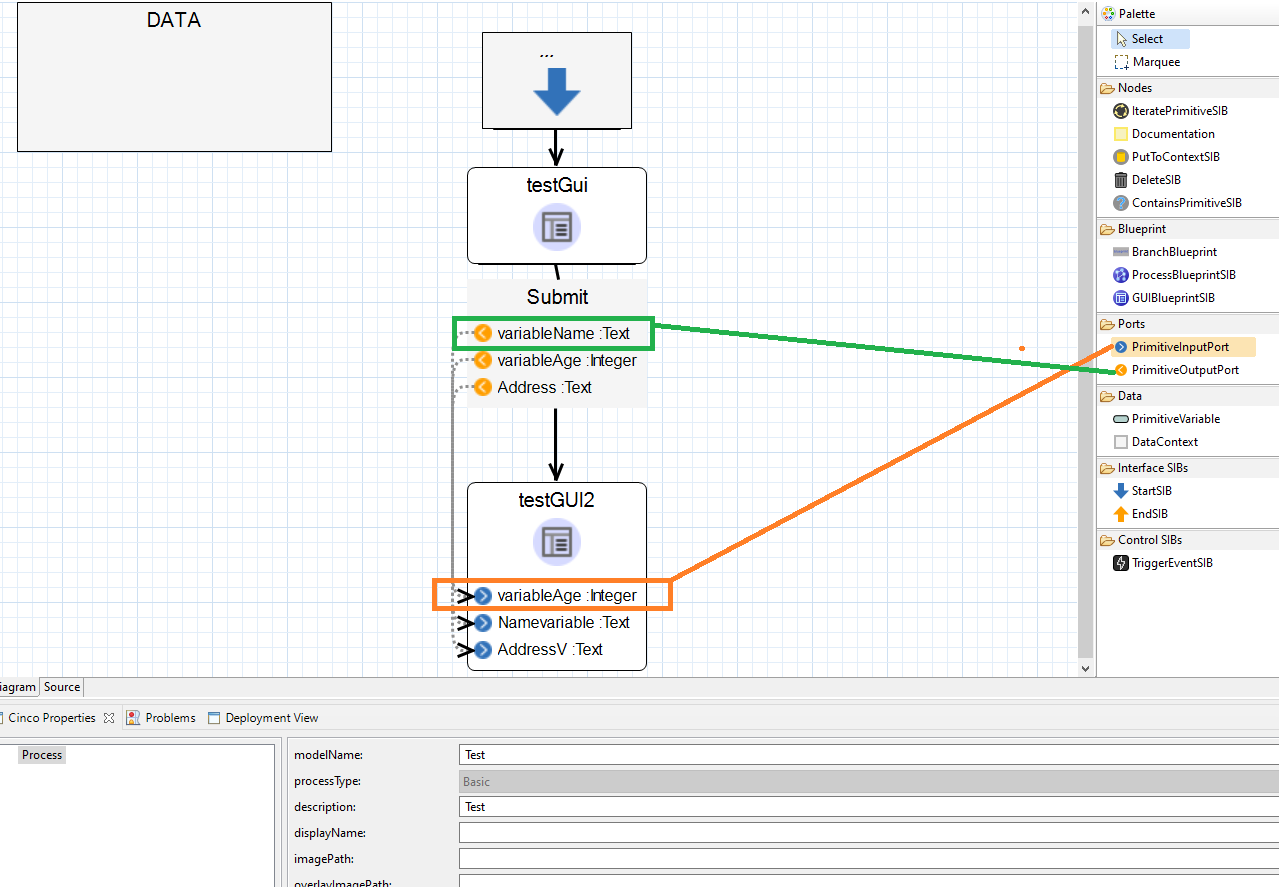 DATA
...
testGui
Submit
variableName :Text
variableAge :Integer
Address :Text
testGUI2
variableAge :Integer
Namevariable :Text
AddressV :Text
Palette
Select
Marquee
Nodes
IteratePrimitiveSIB
Documentation
PutToContextSIB
DeleteSIB
ContainsPrimitiveSIB
Blueprint
BranchBlueprint
ProcessBlueprintSIB
GUIBlueprintSIB
Ports
PrimitiveInputPort
PrimitiveOutputPort
Data
PrimitiveVariable
DataContext
Interface SIBs
StartSIB
EndSIB
Control SIBs
TriggerEventSIB
iagram Source
Cinco Properties Problems Deployment View
Process
modelName: Test
processType: Basic
description: Test
displayName:
imagePath:
overlayImagePath: